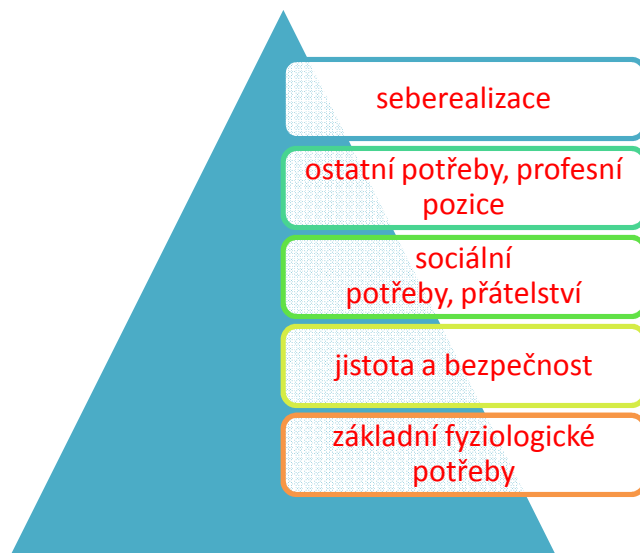 seberealizace
ostatní potřeby, profesní
pozice
sociální
potřeby, přátelství
jistota a bezpečnost
základní fyziologické
potřeby